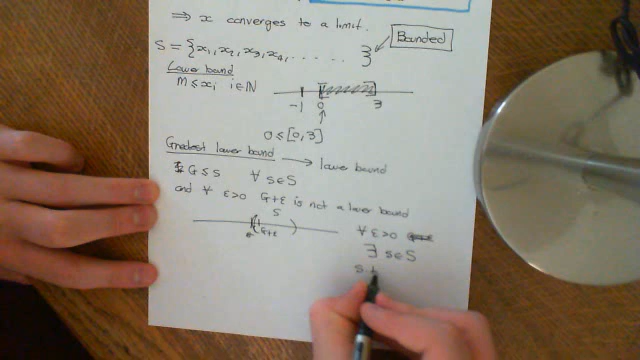 ⇒ x converges to a limit.
S = {x₁, x₂, x₃, x₄, . . . . . . }
Bounded
Lower bound
m ≤ xᵢ i ∈ ℕ
-1 0 3
0 ≤ [0, 3]
Greatest lower bound → lower bound
G ≤ s ∀ s ∈ S
and ∀ ε>0 G+ε is not a lower bound
S
G G+ε
∀ ε>0
∃ s ∈ S
s.t